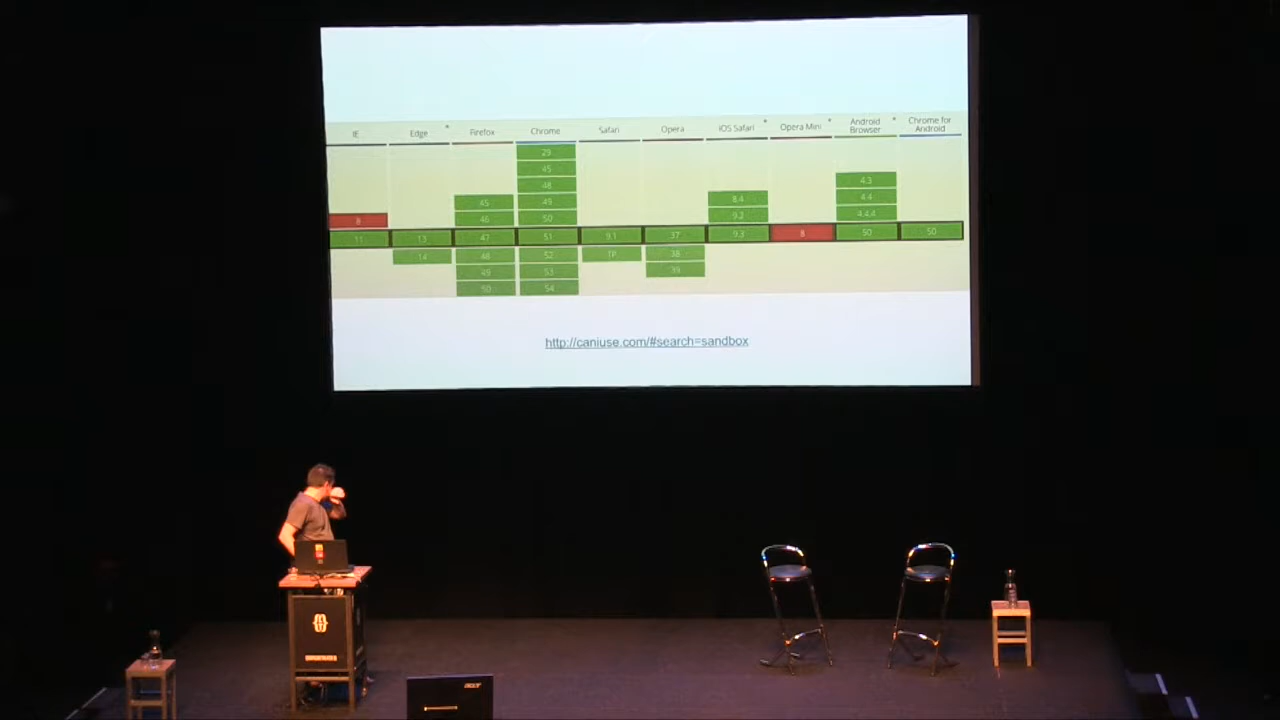 IE Edge Firefox Chrome Safari Opera iOS Safari Opera Mini Android Browser Chrome for Android
29
45
48 4.3
45 49 8.4 4.4
8 46 50 9.2 4.4.4
11 13 47 51 9.1 37 9.3 8 50 50
14 48 52 TP 38
49 53 39
50 54
http://caniuse.com/#search=sandbox
acer